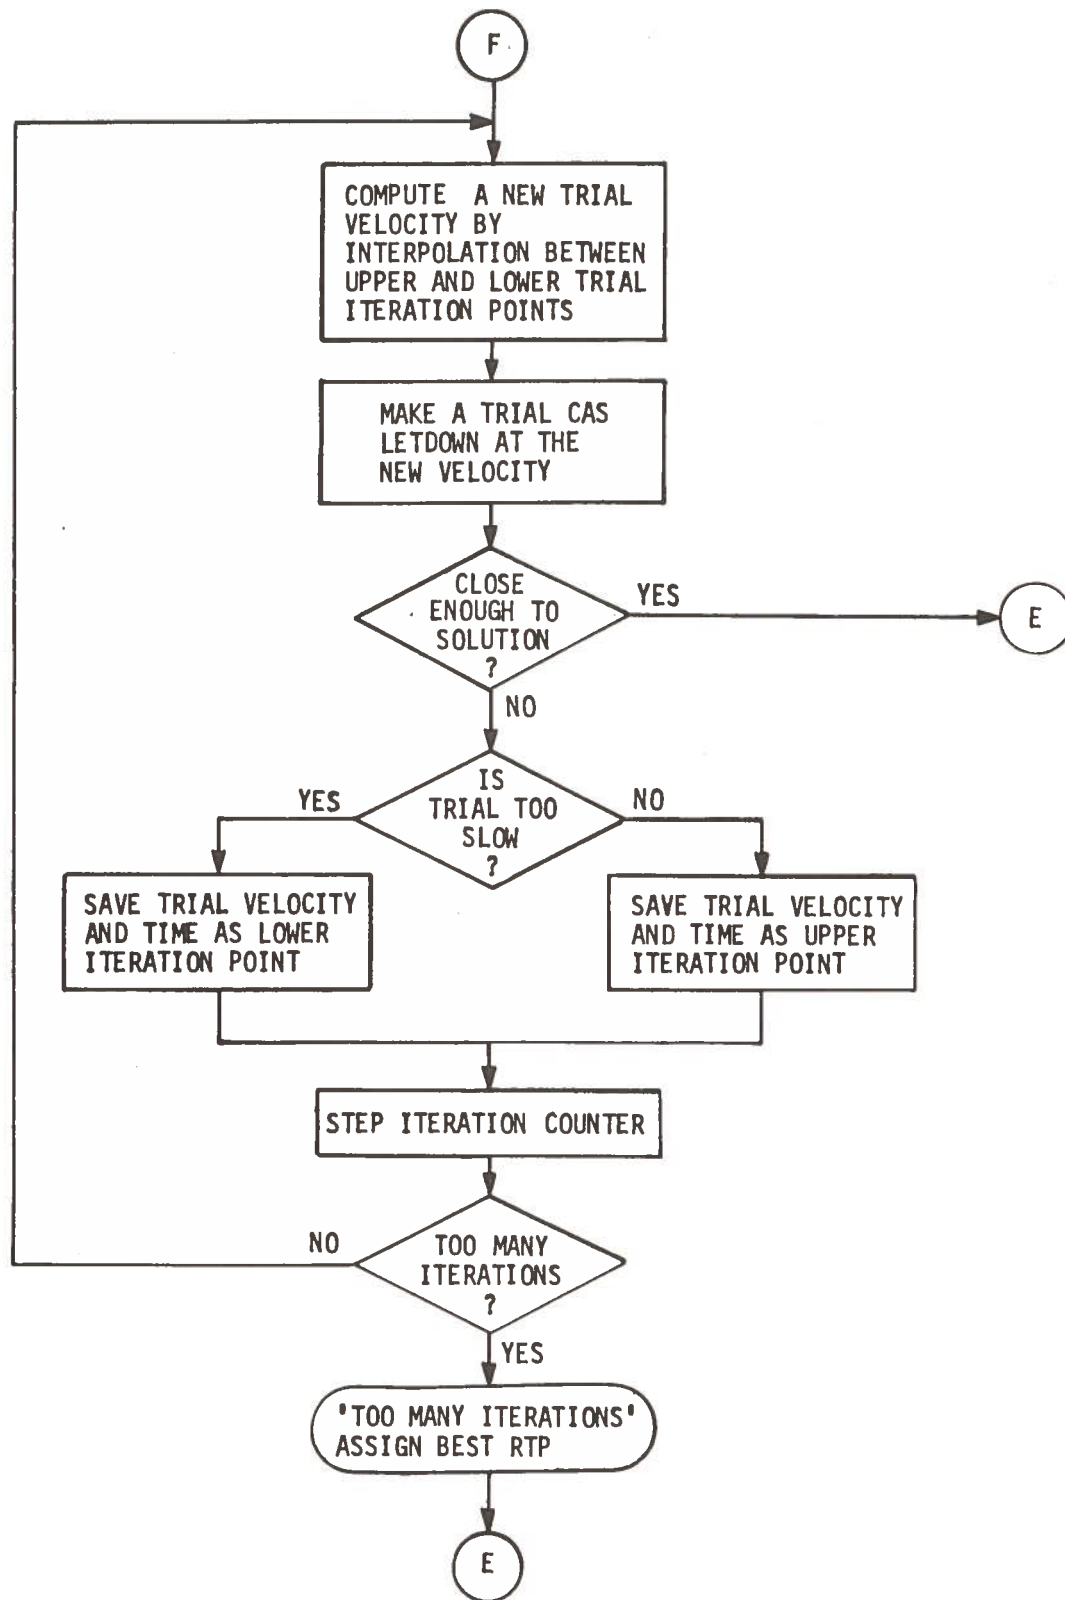 F
COMPUTE A NEW TRIAL
VELOCITY BY
INTERPOLATION BETWEEN
UPPER AND LOWER TRIAL
ITERATION POINTS
MAKE A TRIAL CAS
LETDOWN AT THE
NEW VELOCITY
CLOSE
ENOUGH TO
SOLUTION
?
YES
E
NO
IS
TRIAL TOO
SLOW
?
YES
NO
SAVE TRIAL VELOCITY
AND TIME AS LOWER
ITERATION POINT
SAVE TRIAL VELOCITY
AND TIME AS UPPER
ITERATION POINT
STEP ITERATION COUNTER
TOO MANY
ITERATIONS
?
NO
YES
'TOO MANY ITERATIONS'
ASSIGN BEST RTP
E